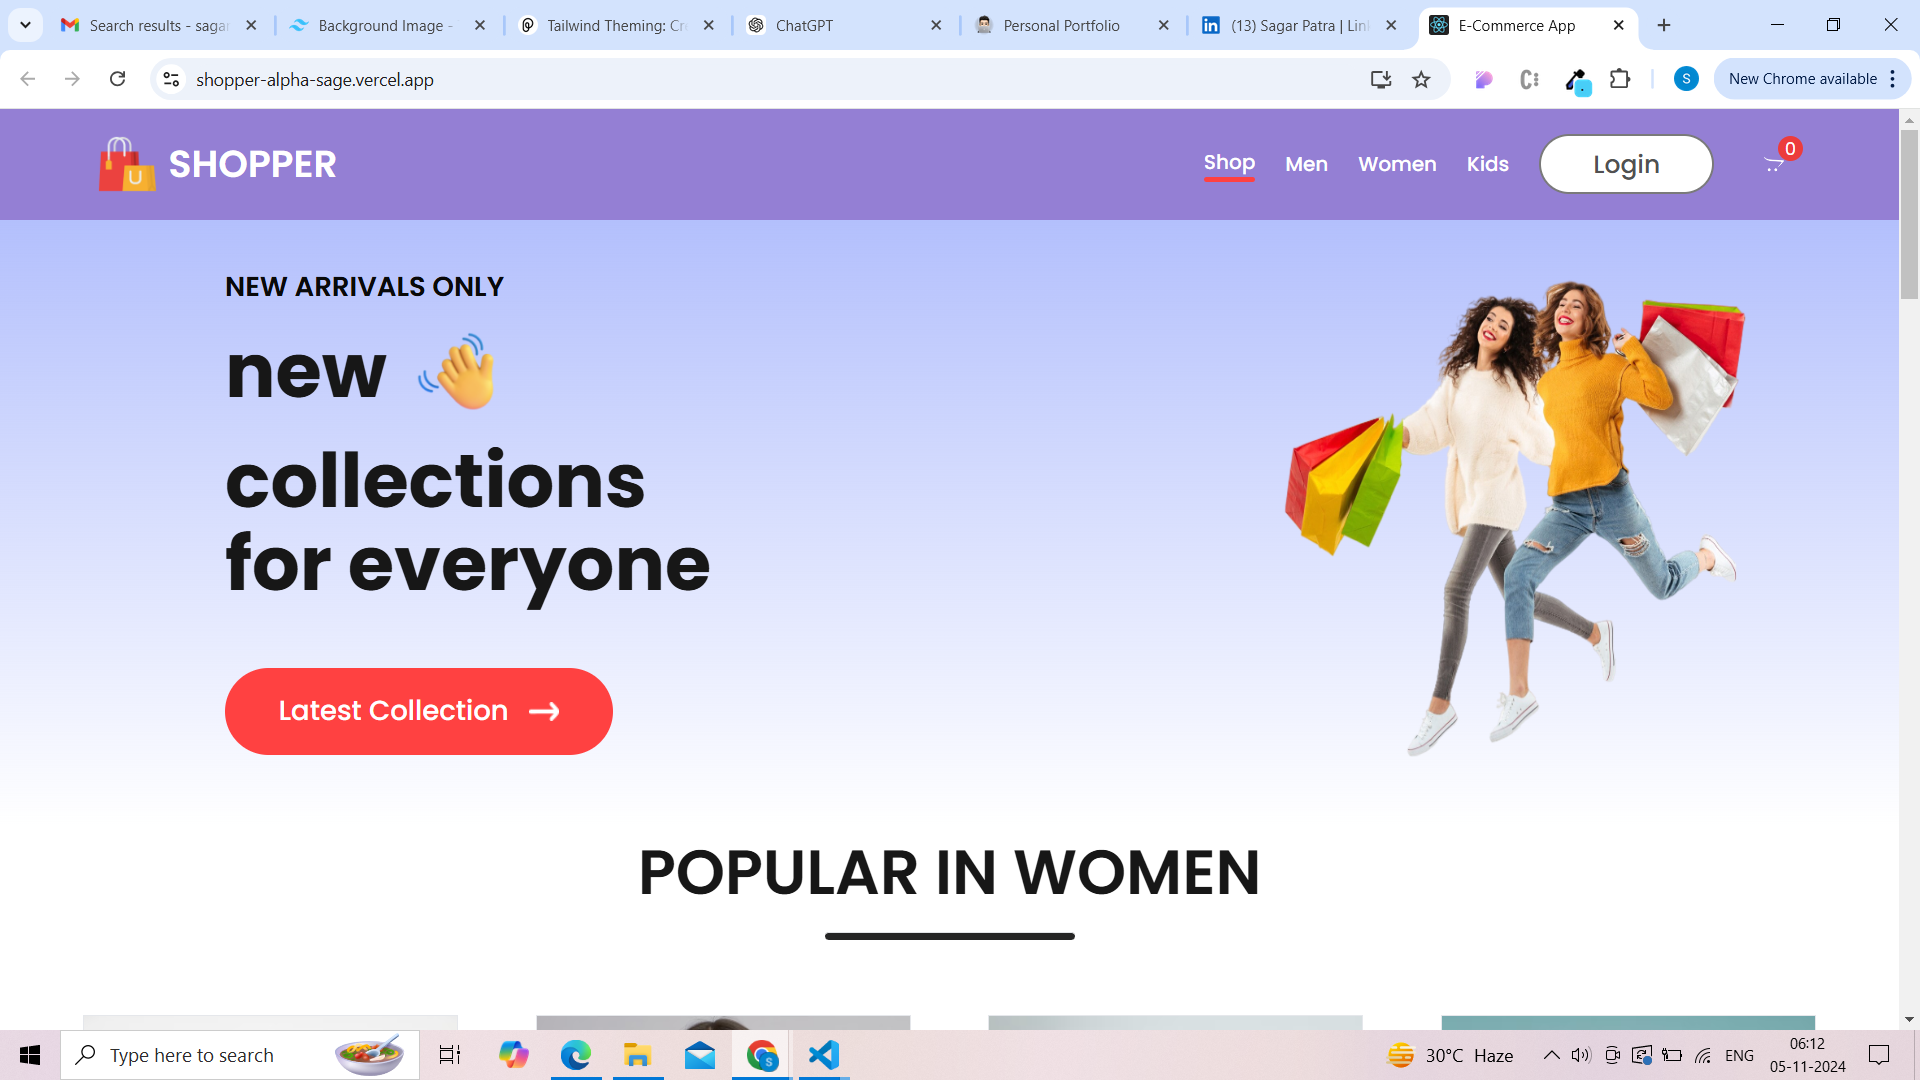 Search results - sagar
Background Image -
Tailwind Theming: Cre
ChatGPT
Personal Portfolio
(13) Sagar Patra | Lin
E-Commerce App
shopper-alpha-sage.vercel.app
S
New Chrome available
U
SHOPPER
Shop
Men
Women
Kids
Login
0
NEW ARRIVALS ONLY
new
collections
for everyone
Latest Collection
POPULAR IN WOMEN
Type here to search
S
30°C Haze
ENG
06:12
05-11-2024